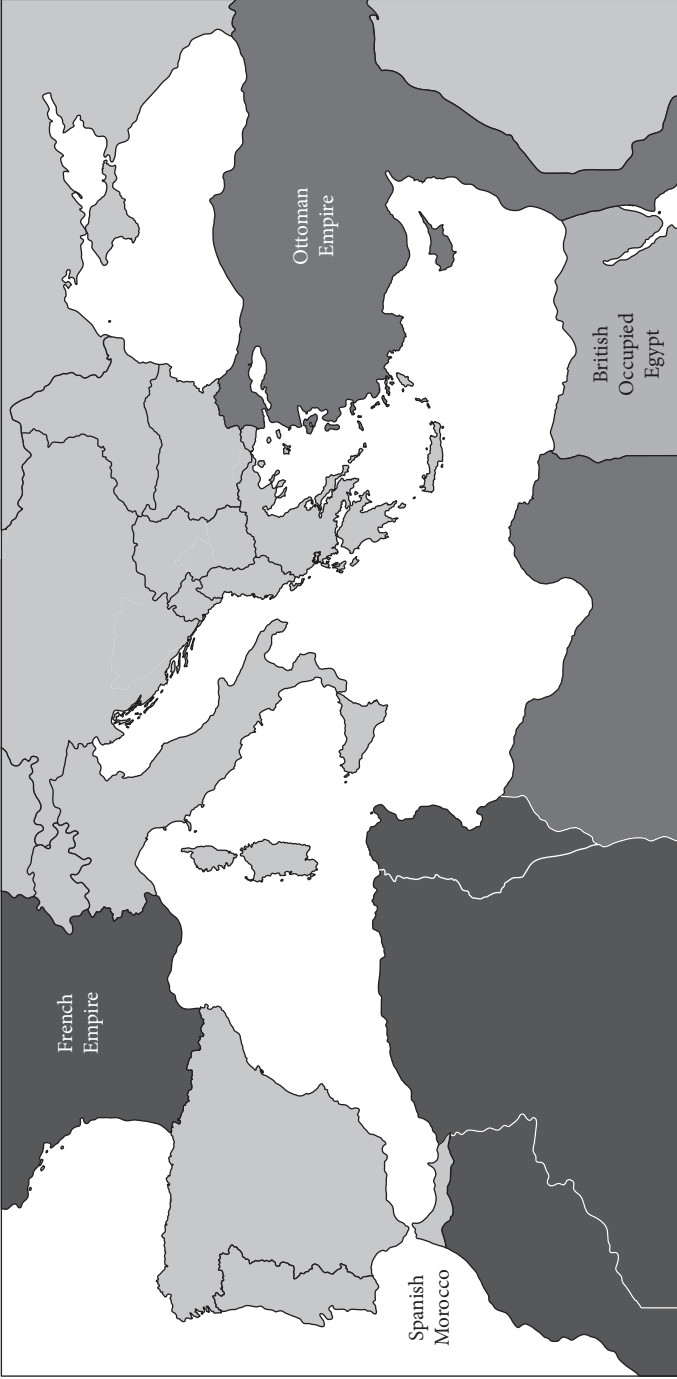 French
Empire
Spanish
Morocco
Ottoman
Empire
British
Occupied
Egypt